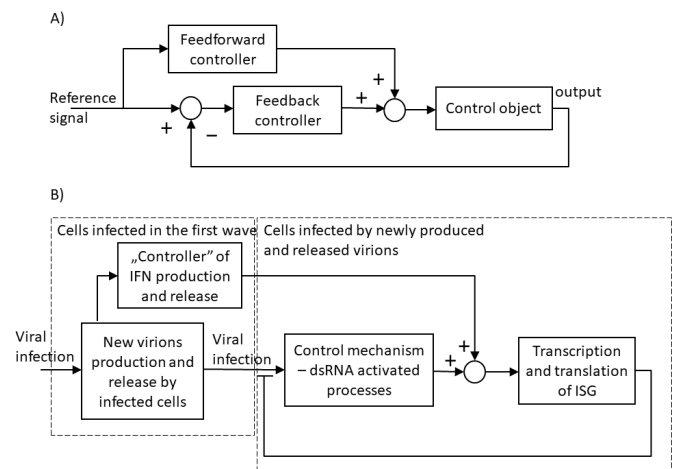 A)
Feedforward
controller
Reference
signal
+
−
Feedback
controller
+
+
Control object
output
B)
Cells infected in the first wave
Cells infected by newly produced
and released virions
„Controller” of
IFN production
and release
Viral
infection
New virions
production and
release by
infected cells
Viral
infection
Control mechanism
– dsRNA activated
processes
+
+
Transcription
and translation
of ISG